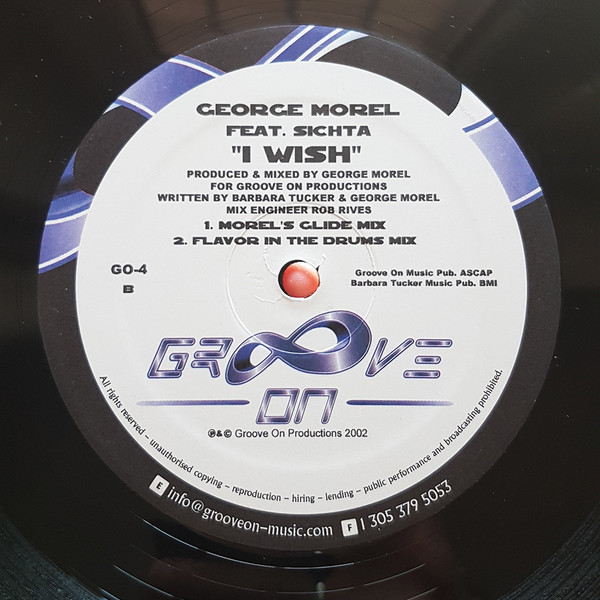 GEORGE MOREL
FEAT. SICHTA
"I WISH"
PRODUCED & MIXED BY GEORGE MOREL
FOR GROOVE ON PRODUCTIONS
WRITTEN BY BARBARA TUCKER & GEORGE MOREL
MIX ENGINEER ROB RIVES
1. MOREL'S GLIDE MIX
2. FLAVOR IN THE DRUMS MIX
GO-4
B
Groove On Music Pub. ASCAP
Barbara Tucker Music Pub. BMI
GROOVE
ON
℗&© Groove On Productions 2002
All rights reserved – unauthorised copying – reproduction – hiring – lending – public performance and broadcasting prohibited.
E info@grooveon-music.com F 1 305 379 5053